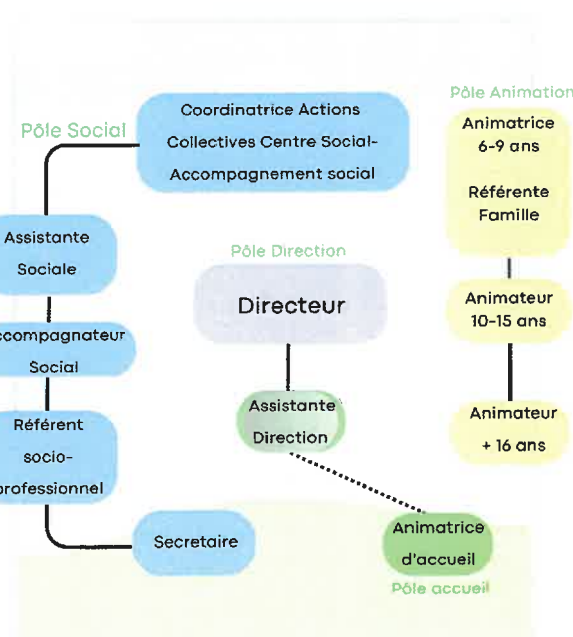 Pôle Social
Coordinatrice Actions
Collectives Centre Social-
Accompagnement social
Assistante
Sociale
ccompagnateur
Social
Référent
socio-
professionnel
Secretaire
Pôle Direction
Directeur
Assistante
Direction
Animatrice
d'accueil
Pôle accueil
Pôle Animation
Animatrice
6-9 ans
Référente
Famille
Animateur
10-15 ans
Animateur
+ 16 ans